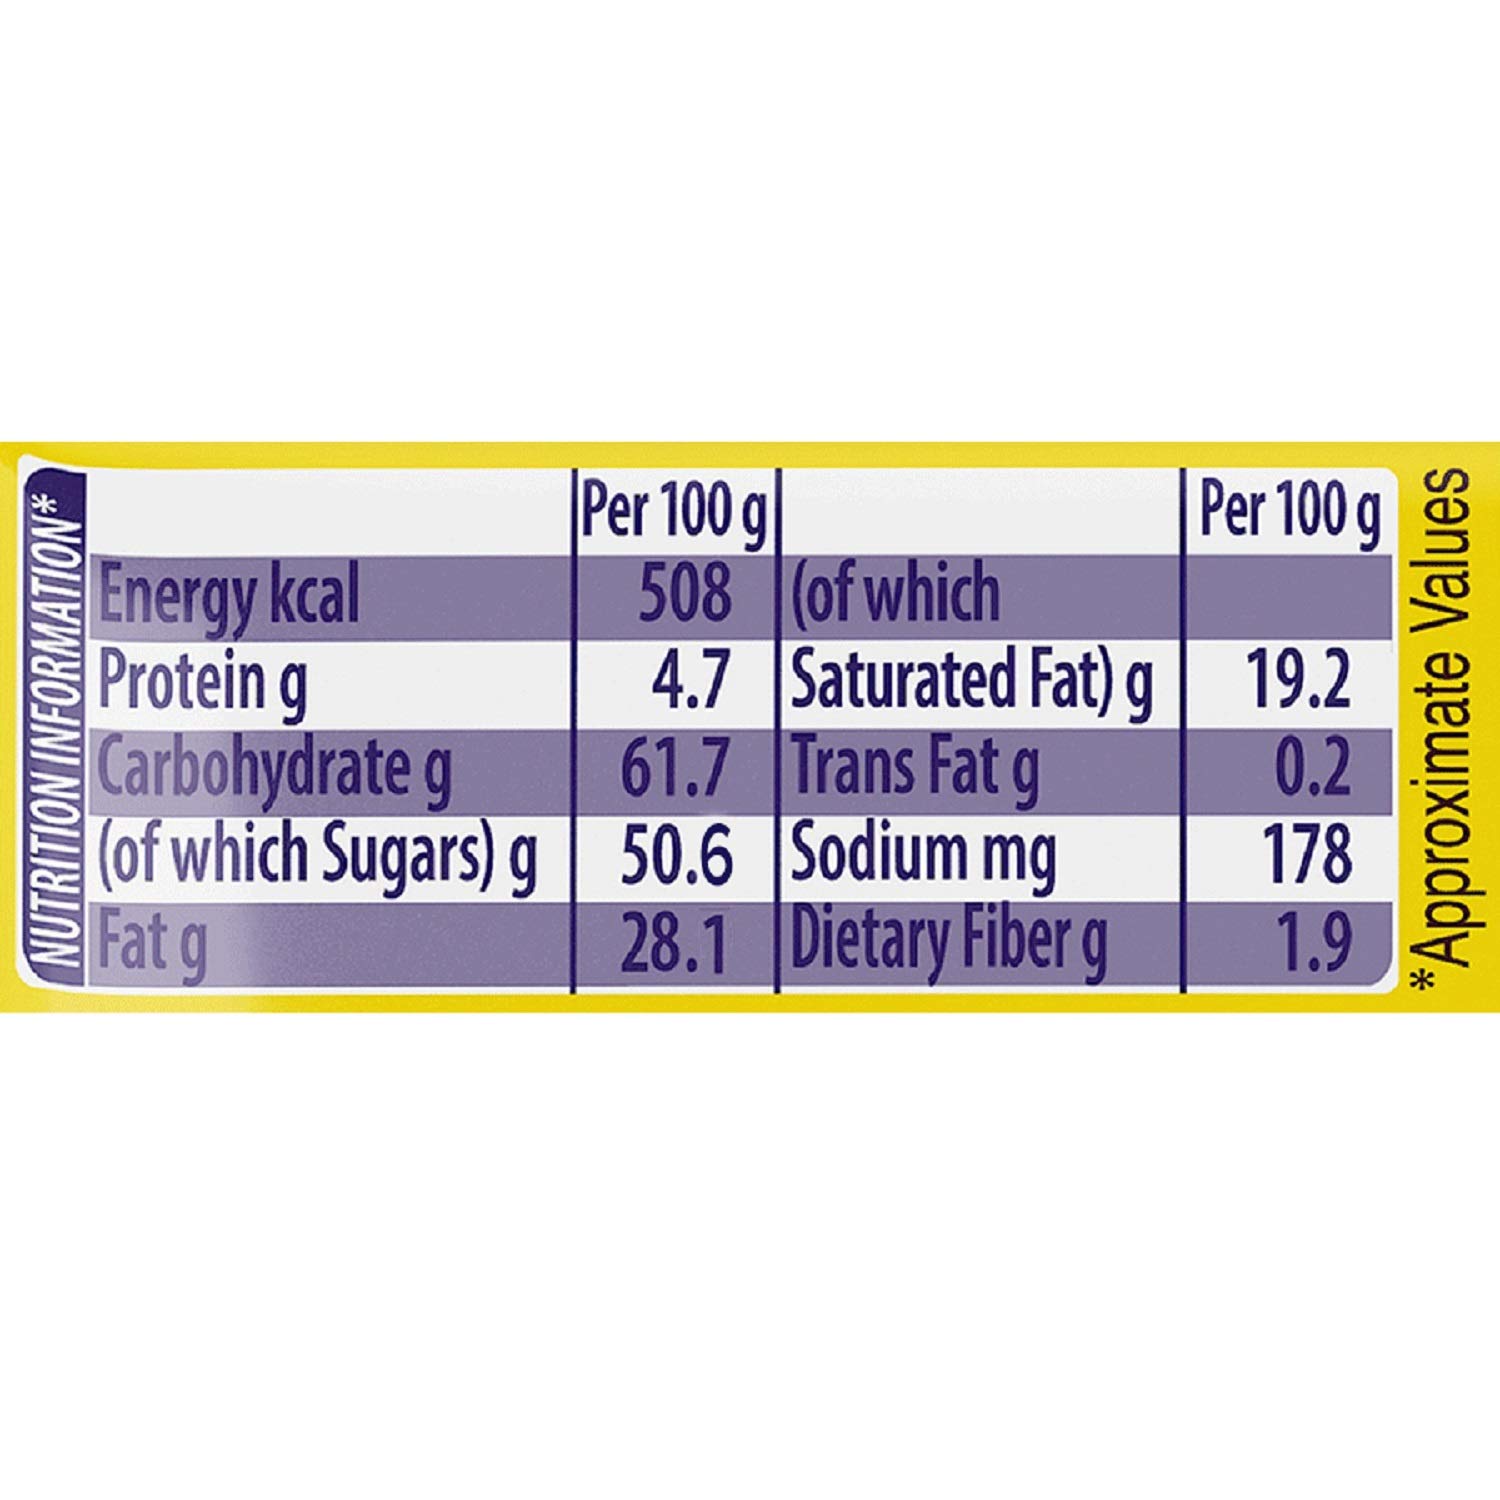 NUTRITION INFORMATION*
Per 100 g Per 100 g
Energy kcal 508 (of which
Protein g 4.7 Saturated Fat) g 19.2
Carbohydrate g 61.7 Trans Fat g 0.2
(of which Sugars) g 50.6 Sodium mg 178
Fat g 28.1 Dietary Fiber g 1.9
*Approximate Values